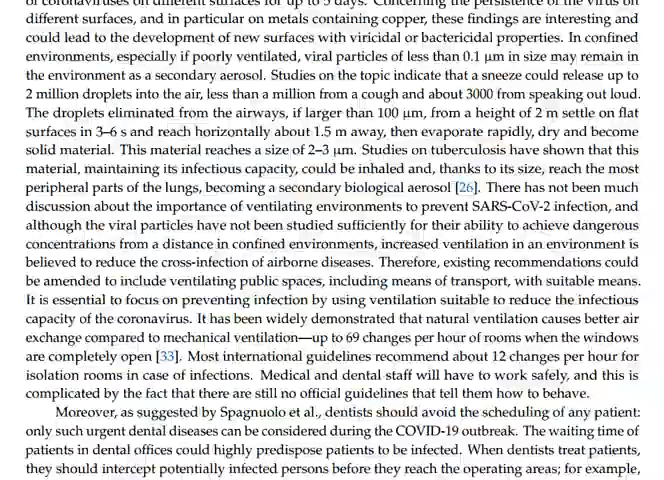 of coronaviruses on different surfaces for up to 5 days. Concerning the persistence of the virus on
different surfaces, and in particular on metals containing copper, these findings are interesting and
could lead to the development of new surfaces with viricidal or bactericidal properties. In confined
environments, especially if poorly ventilated, viral particles of less than 0.1 μm in size may remain in
the environment as a secondary aerosol. Studies on the topic indicate that a sneeze could release up to
2 million droplets into the air, less than a million from a cough and about 3000 from speaking out loud.
The droplets eliminated from the airways, if larger than 100 μm, from a height of 2 m settle on flat
surfaces in 3–6 s and reach horizontally about 1.5 m away, then evaporate rapidly, dry and become
solid material. This material reaches a size of 2–3 μm. Studies on tuberculosis have shown that this
material, maintaining its infectious capacity, could be inhaled and, thanks to its size, reach the most
peripheral parts of the lungs, becoming a secondary biological aerosol [26]. There has not been much
discussion about the importance of ventilating environments to prevent SARS-CoV-2 infection, and
although the viral particles have not been studied sufficiently for their ability to achieve dangerous
concentrations from a distance in confined environments, increased ventilation in an environment is
believed to reduce the cross-infection of airborne diseases. Therefore, existing recommendations could
be amended to include ventilating public spaces, including means of transport, with suitable means.
It is essential to focus on preventing infection by using ventilation suitable to reduce the infectious
capacity of the coronavirus. It has been widely demonstrated that natural ventilation causes better air
exchange compared to mechanical ventilation—up to 69 changes per hour of rooms when the windows
are completely open [33]. Most international guidelines recommend about 12 changes per hour for
isolation rooms in case of infections. Medical and dental staff will have to work safely, and this is
complicated by the fact that there are still no official guidelines that tell them how to behave.
Moreover, as suggested by Spagnuolo et al., dentists should avoid the scheduling of any patient:
only such urgent dental diseases can be considered during the COVID-19 outbreak. The waiting time of
patients in dental offices could highly predispose patients to be infected. When dentists treat patients,
they should intercept potentially infected persons before they reach the operating areas; for example,